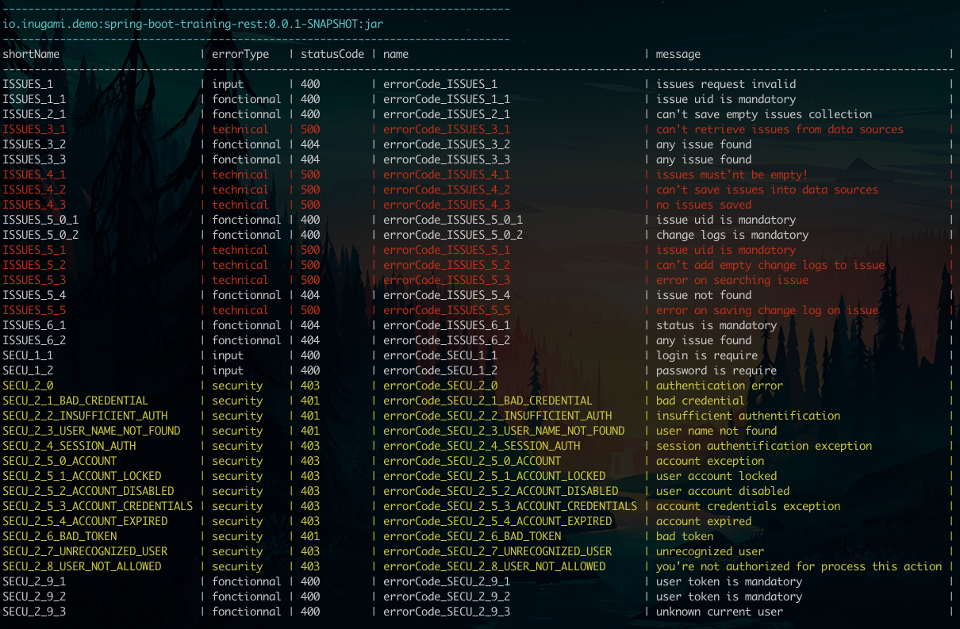 io.inugami.demo:spring-boot-training-rest:0.0.1-SNAPSHOT:jar
shortName | errorType | statusCode | name | message |
ISSUES_1 | input | 400 | errorCode_ISSUES_1 | issues request invalid |
ISSUES_1_1 | fonctionnal | 400 | errorCode_ISSUES_1_1 | issue uid is mandatory |
ISSUES_2_1 | fonctionnal | 400 | errorCode_ISSUES_2_1 | can't save empty issues collection |
ISSUES_3_1 | technical | 500 | errorCode_ISSUES_3_1 | can't retrieve issues from data sources |
ISSUES_3_2 | fonctionnal | 404 | errorCode_ISSUES_3_2 | any issue found |
ISSUES_3_3 | fonctionnal | 404 | errorCode_ISSUES_3_3 | any issue found |
ISSUES_4_1 | technical | 500 | errorCode_ISSUES_4_1 | issues must'nt be empty! |
ISSUES_4_2 | technical | 500 | errorCode_ISSUES_4_2 | can't save issues into data sources |
ISSUES_4_3 | technical | 500 | errorCode_ISSUES_4_3 | no issues saved |
ISSUES_5_0_1 | fonctionnal | 400 | errorCode_ISSUES_5_0_1 | issue uid is mandatory |
ISSUES_5_0_2 | fonctionnal | 400 | errorCode_ISSUES_5_0_2 | change logs is mandatory |
ISSUES_5_1 | technical | 500 | errorCode_ISSUES_5_1 | issue uid is mandatory |
ISSUES_5_2 | technical | 500 | errorCode_ISSUES_5_2 | can't add empty change logs to issue |
ISSUES_5_3 | technical | 500 | errorCode_ISSUES_5_3 | error on searching issue |
ISSUES_5_4 | fonctionnal | 404 | errorCode_ISSUES_5_4 | issue not found |
ISSUES_5_5 | technical | 500 | errorCode_ISSUES_5_5 | error on saving change log on issue |
ISSUES_6_1 | fonctionnal | 404 | errorCode_ISSUES_6_1 | status is mandatory |
ISSUES_6_2 | fonctionnal | 404 | errorCode_ISSUES_6_2 | any issue found |
SECU_1_1 | input | 400 | errorCode_SECU_1_1 | login is require |
SECU_1_2 | input | 400 | errorCode_SECU_1_2 | password is require |
SECU_2_0 | security | 403 | errorCode_SECU_2_0 | authentication error |
SECU_2_1_BAD_CREDENTIAL | security | 401 | errorCode_SECU_2_1_BAD_CREDENTIAL | bad credential |
SECU_2_2_INSUFFICIENT_AUTH | security | 401 | errorCode_SECU_2_2_INSUFFICIENT_AUTH | insufficient authentification |
SECU_2_3_USER_NAME_NOT_FOUND | security | 401 | errorCode_SECU_2_3_USER_NAME_NOT_FOUND | user name not found |
SECU_2_4_SESSION_AUTH | security | 403 | errorCode_SECU_2_4_SESSION_AUTH | session authentification exception |
SECU_2_5_0_ACCOUNT | security | 403 | errorCode_SECU_2_5_0_ACCOUNT | account exception |
SECU_2_5_1_ACCOUNT_LOCKED | security | 403 | errorCode_SECU_2_5_1_ACCOUNT_LOCKED | user account locked |
SECU_2_5_2_ACCOUNT_DISABLED | security | 403 | errorCode_SECU_2_5_2_ACCOUNT_DISABLED | user account disabled |
SECU_2_5_3_ACCOUNT_CREDENTIALS | security | 403 | errorCode_SECU_2_5_3_ACCOUNT_CREDENTIALS | account credentials exception |
SECU_2_5_4_ACCOUNT_EXPIRED | security | 403 | errorCode_SECU_2_5_4_ACCOUNT_EXPIRED | account expired |
SECU_2_6_BAD_TOKEN | security | 401 | errorCode_SECU_2_6_BAD_TOKEN | bad token |
SECU_2_7_UNRECOGNIZED_USER | security | 403 | errorCode_SECU_2_7_UNRECOGNIZED_USER | unrecognized user |
SECU_2_8_USER_NOT_ALLOWED | security | 403 | errorCode_SECU_2_8_USER_NOT_ALLOWED | you're not authorized for process this action |
SECU_2_9_1 | fonctionnal | 400 | errorCode_SECU_2_9_1 | user token is mandatory |
SECU_2_9_2 | fonctionnal | 400 | errorCode_SECU_2_9_2 | user token is mandatory |
SECU_2_9_3 | fonctionnal | 400 | errorCode_SECU_2_9_3 | unknown current user |